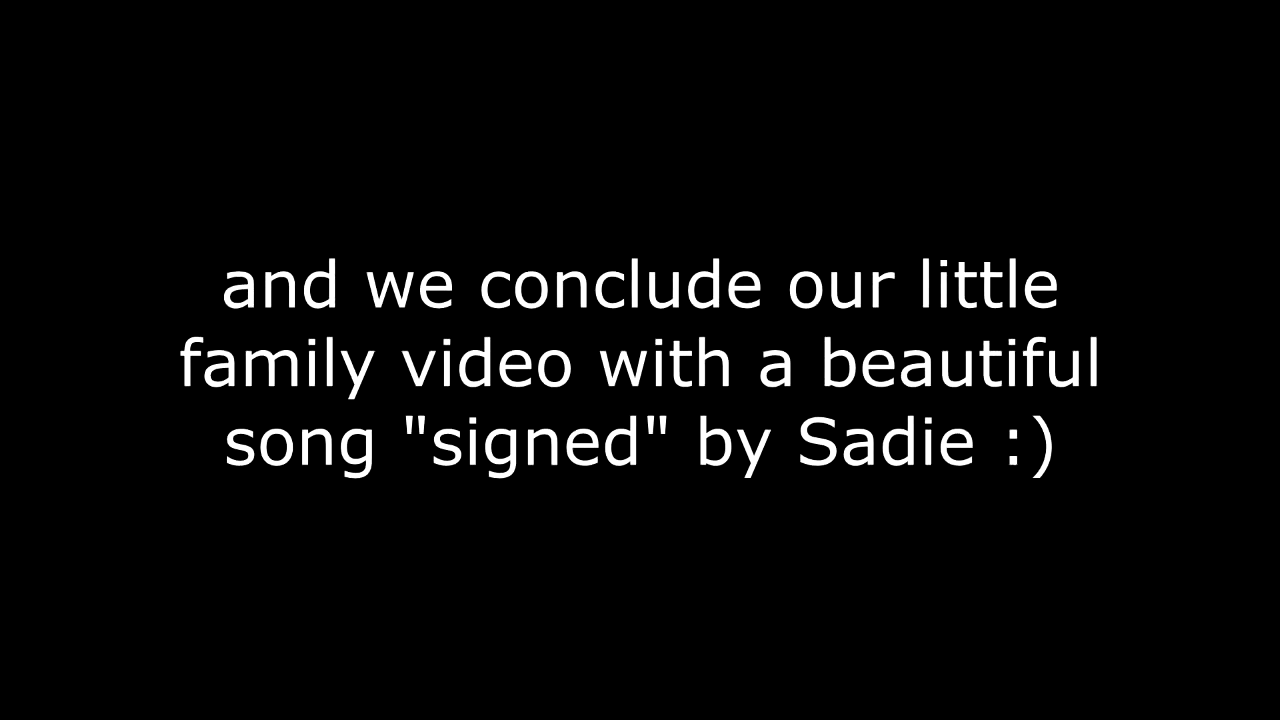 and we conclude our little
family video with a beautiful
song "signed" by Sadie :)